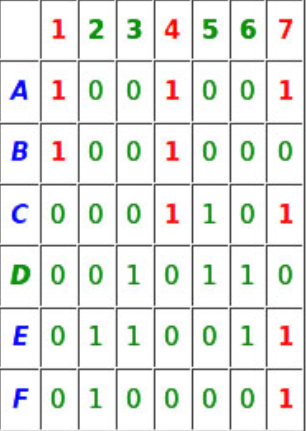 1 2 3 4 5 6 7
A 1 0 0 1 0 0 1
B 1 0 0 1 0 0 0
C 0 0 0 1 1 0 1
D 0 0 1 0 1 1 0
E 0 1 1 0 0 1 1
F 0 1 0 0 0 0 1